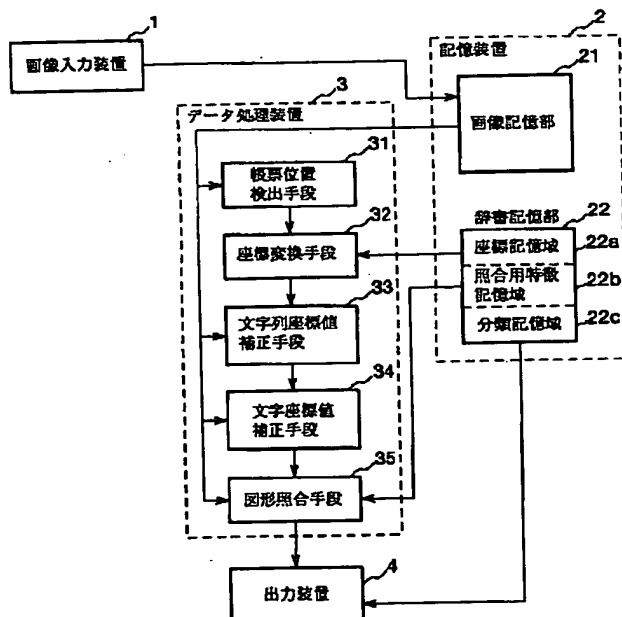 1
画像入力装置
2
記憶装置
21
画像記憶部
3
データ処理装置
31
帳票位置
検出手段
32
座標変換手段
33
文字列座標値
補正手段
34
文字座標値
補正手段
35
図形照合手段
辞書記憶部
22
座標記憶域
22a
照合用特徴
記憶域
22b
分類記憶域
22c
4
出力装置